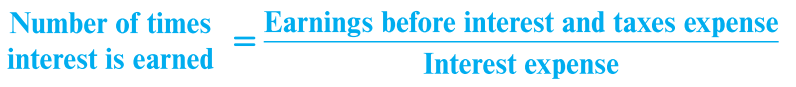 Number of times
interest is earned
=
Earnings before interest and taxes expense
Interest expense